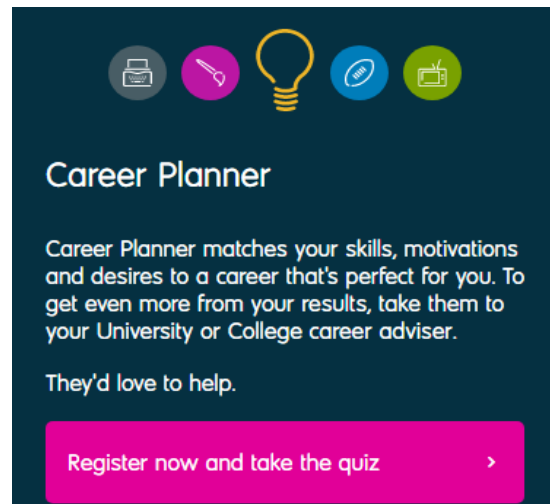 Career Planner
Career Planner matches your skills, motivations
and desires to a career that's perfect for you. To
get even more from your results, take them to
your University or College career adviser.
They'd love to help.
Register now and take the quiz